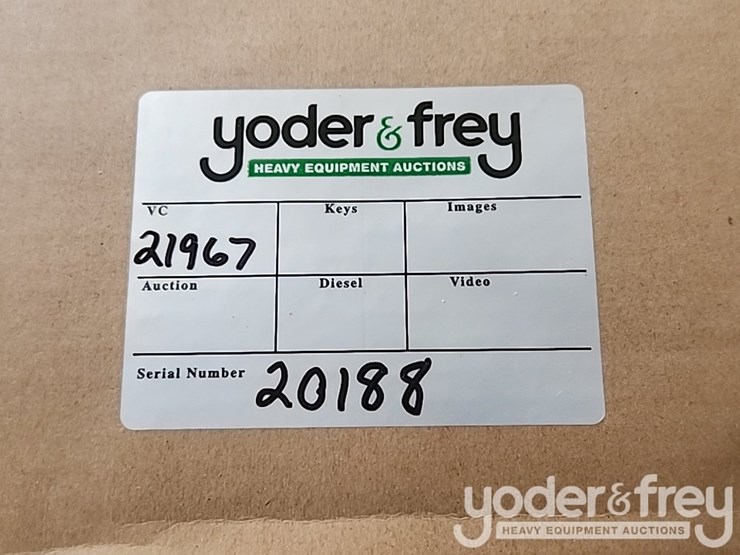 yoder & frey
HEAVY EQUIPMENT AUCTIONS
VC Keys Images
21967
Auction Diesel Video
Serial Number 20188
yoder & frey
HEAVY EQUIPMENT AUCTIONS